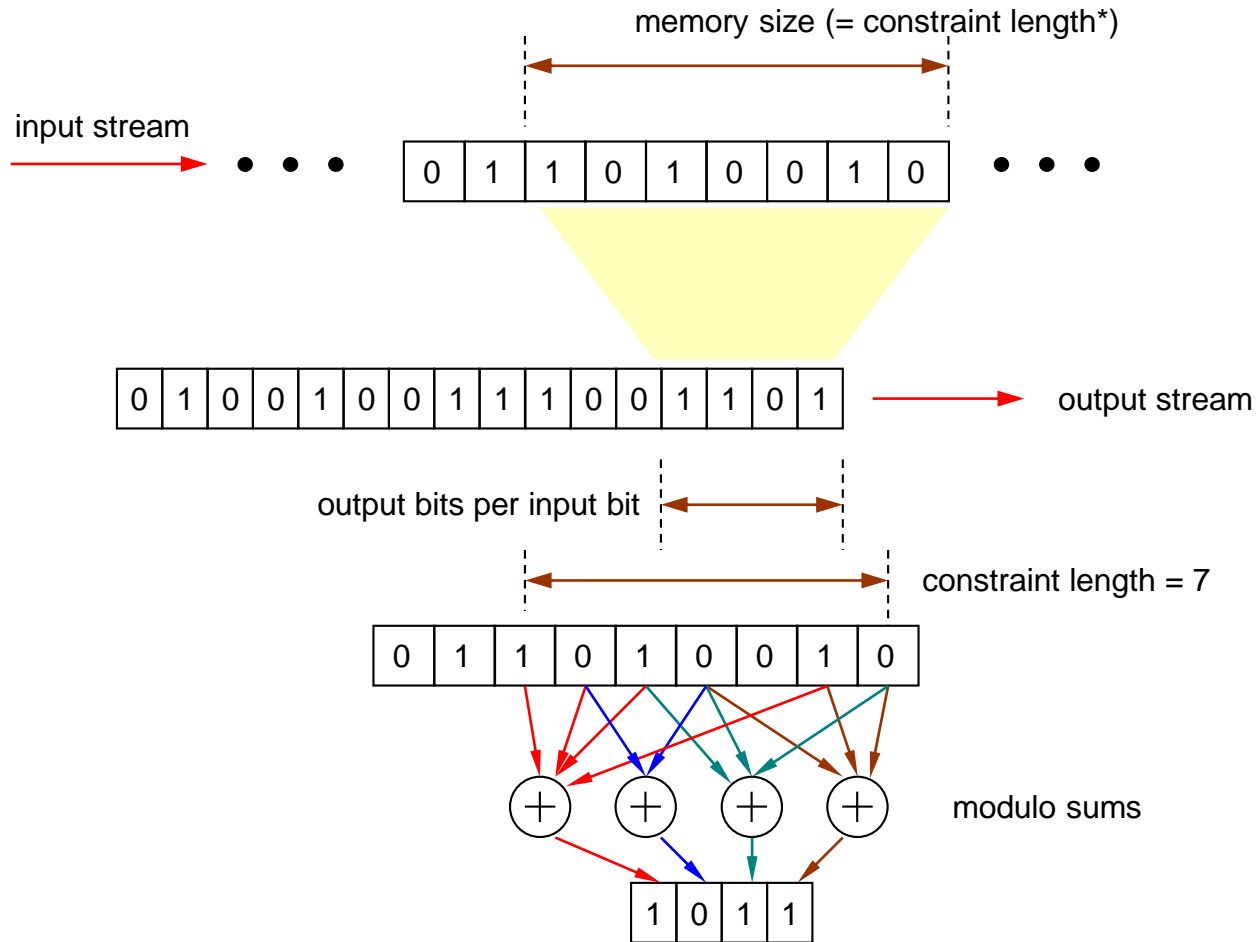 memory size (= constraint length*)
input stream
0 1 1 0 1 0 0 1 0
0 1 0 0 1 0 0 1 1 1 0 0 1 1 0 1
output stream
output bits per input bit
constraint length = 7
0 1 1 0 1 0 0 1 0
modulo sums
1 0 1 1